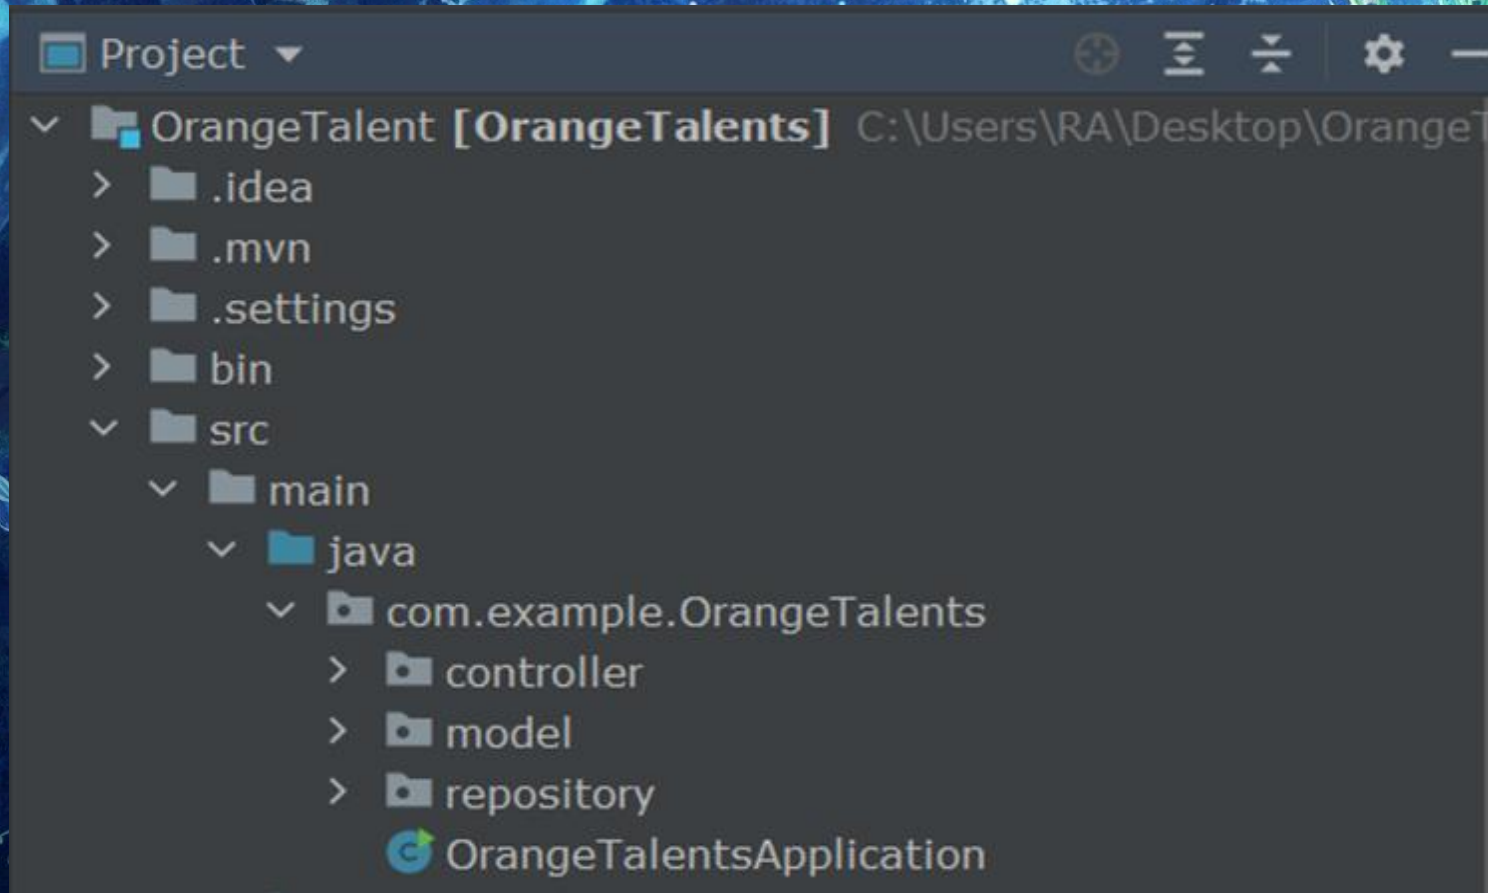 Project
OrangeTalent [OrangeTalents] C:\Users\RA\Desktop\OrangeT
.idea
.mvn
.settings
bin
src
main
java
com.example.OrangeTalents
controller
model
repository
OrangeTalentsApplication